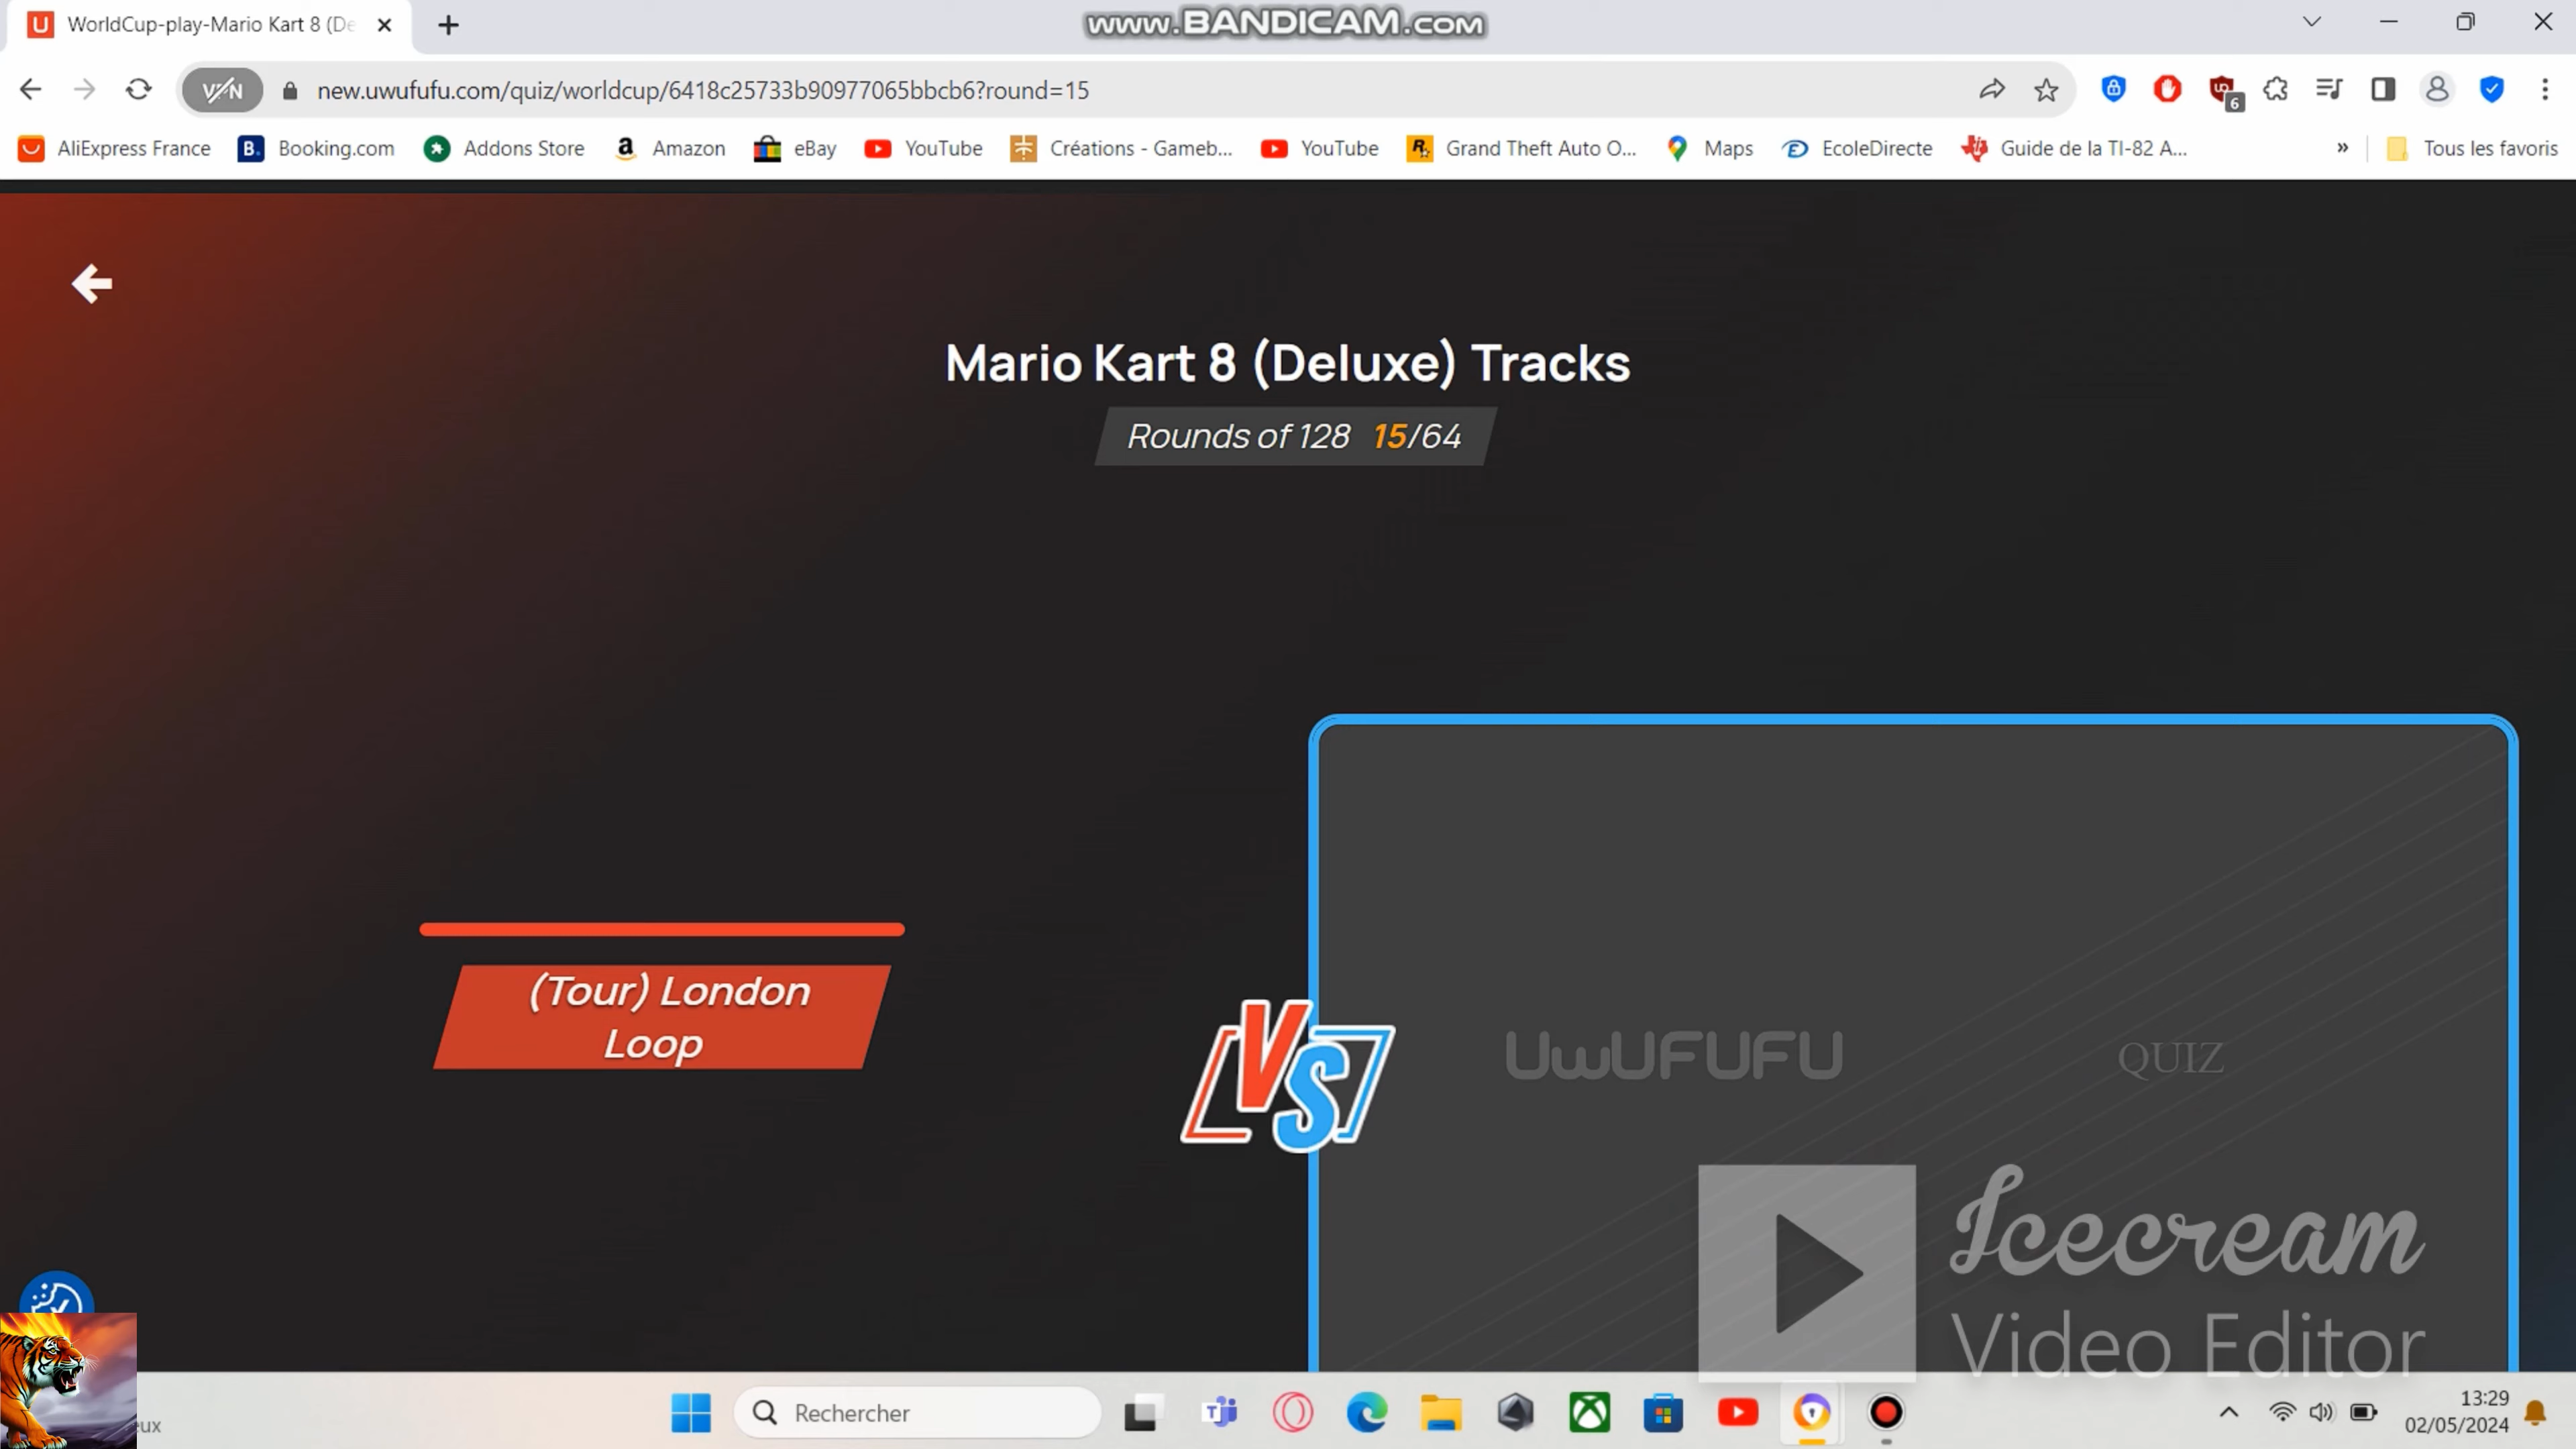 WorldCup-play-Mario Kart 8 (De
www.BANDICAM.com
VPN
new.uwufufu.com/quiz/worldcup/6418c25733b90977065bbcb6?round=15
6
AliExpress France
Booking.com
Addons Store
Amazon
eBay
YouTube
Créations - Gameb...
YouTube
Grand Theft Auto O...
Maps
EcoleDirecte
Guide de la TI-82 A...
»
Tous les favoris
Mario Kart 8 (Deluxe) Tracks
Rounds of 128 15/64
(Tour) London
Loop
VS
UwUFUFU
QUIZ
Icecream
Video Editor
eux
Rechercher
13:29
02/05/2024